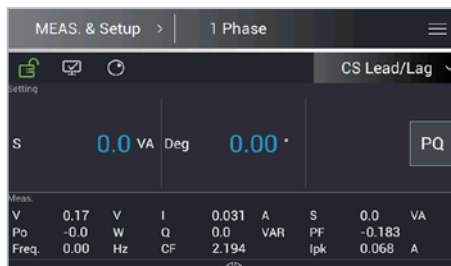 MEAS. & Setup > 1 Phase
CS Lead/Lag
Setting
S 0.0 VA Deg 0.00 °
PQ
Meas.
V 0.17 V I 0.031 A S 0.0 VA
Po -0.0 W Q 0.0 VAR PF -0.183
Freq. 0.00 Hz CF 2.194 Ipk 0.068 A